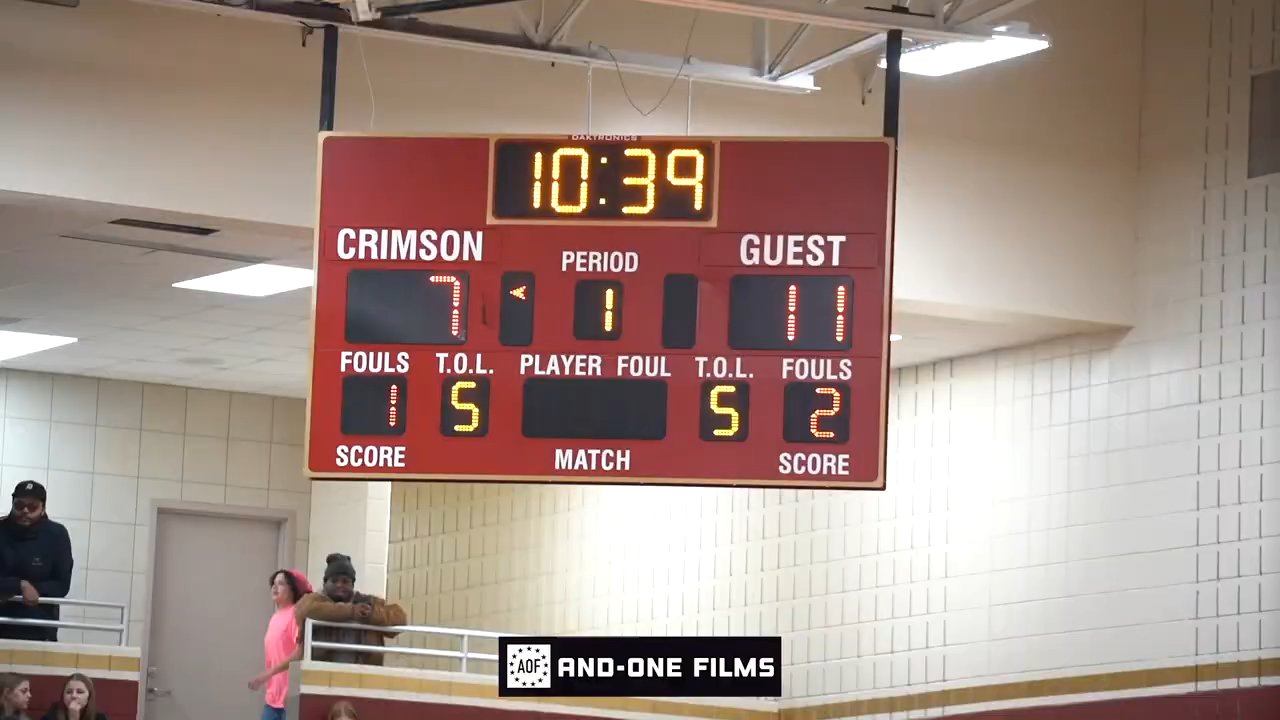 DAKTRONICS
10:39
CRIMSON PERIOD GUEST
7 < 1 11
FOULS T.O.L. PLAYER FOUL T.O.L. FOULS
1 5 5 2
SCORE MATCH SCORE
AOF AND-ONE FILMS